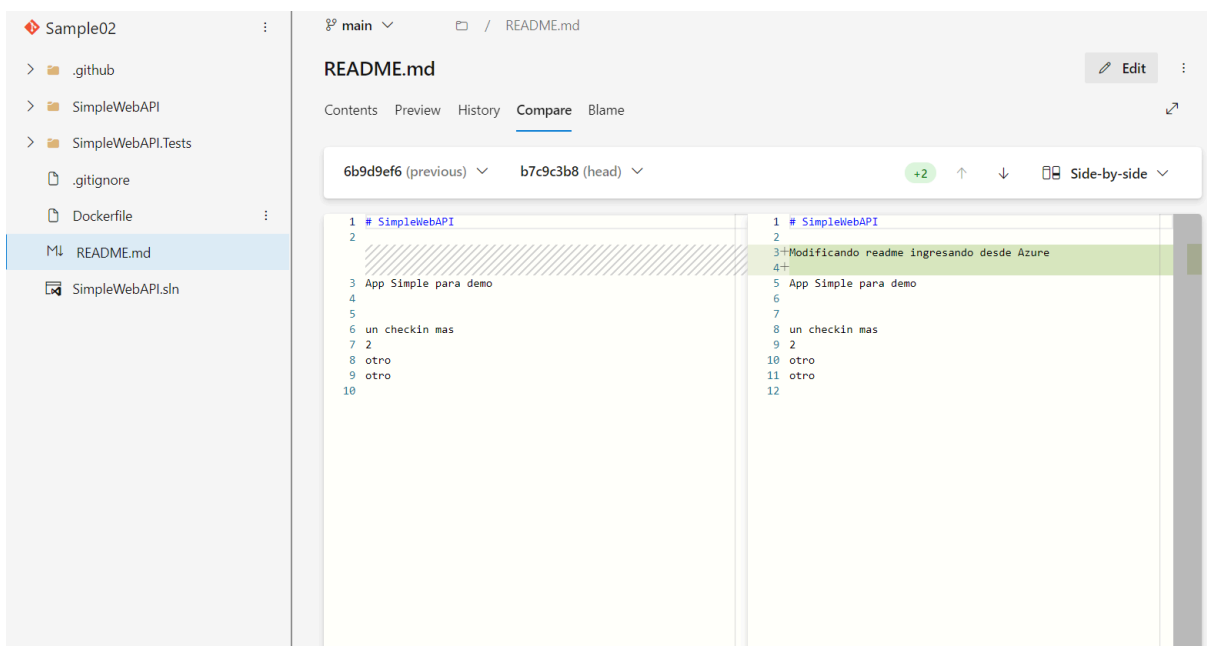 Sample02
.github
SimpleWebAPI
SimpleWebAPI.Tests
.gitignore
Dockerfile
M↓ README.md
SimpleWebAPI.sln
main / README.md
README.md
Edit
Contents Preview History Compare Blame
6b9d9ef6 (previous) b7c9c3b8 (head) +2 Side-by-side
1 # SimpleWebAPI
2
3 App Simple para demo
4
5
6 un checkin mas
7 2
8 otro
9 otro
10
1 # SimpleWebAPI
2
3+Modificando readme ingresando desde Azure
4+
5 App Simple para demo
6
7
8 un checkin mas
9 2
10 otro
11 otro
12